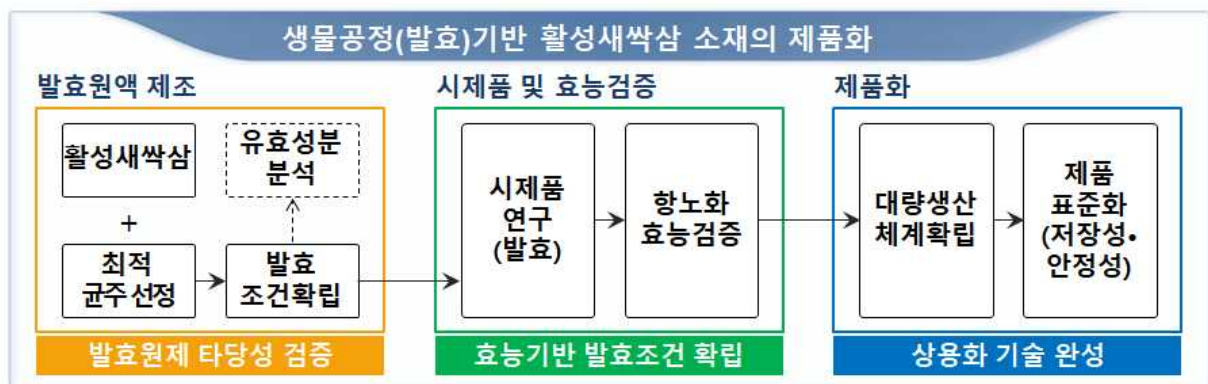 생물공정(발효)기반 활성새싹삼 소재의 제품화
발효원액 제조
활성새싹삼
+
최적
균주선정
유효성분
분석
발효
조건확립
발효원제 타당성 검증
시제품 및 효능검증
시제품
연구
(발효)
항노화
효능검증
효능기반 발효조건 확립
제품화
대량생산
체계확립
제품
표준화
(저장성•
안정성)
상용화 기술 완성